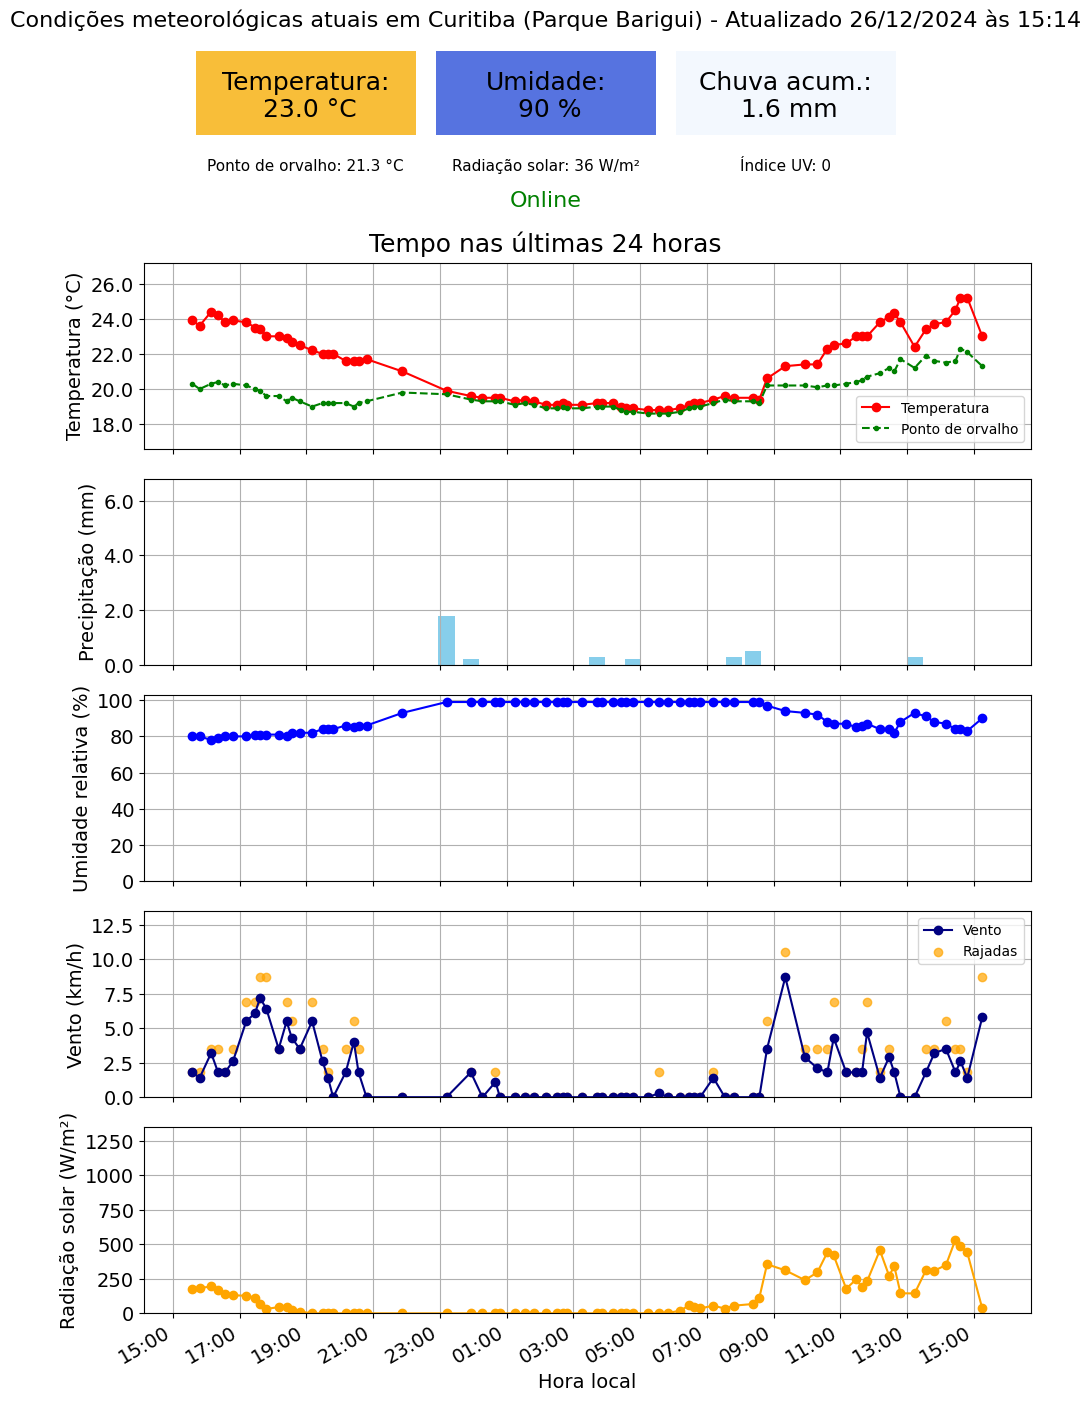 Condições meteorológicas atuais em Curitiba (Parque Barigui) - Atualizado 26/12/2024 às 15:14
Temperatura:
23.0 °C
Umidade:
90 %
Chuva acum.:
1.6 mm
Ponto de orvalho: 21.3 °C
Radiação solar: 36 W/m²
Índice UV: 0
Online
Tempo nas últimas 24 horas
Temperatura (°C)
26.0
24.0
22.0
20.0
18.0
Temperatura
Ponto de orvalho
Precipitação (mm)
6.0
4.0
2.0
0.0
Umidade relativa (%)
100
80
60
40
20
0
Vento (km/h)
12.5
10.0
7.5
5.0
2.5
0.0
Vento
Rajadas
Radiação solar (W/m²)
1250
1000
750
500
250
0
15:00
17:00
19:00
21:00
23:00
01:00
03:00
05:00
07:00
09:00
11:00
13:00
15:00
Hora local